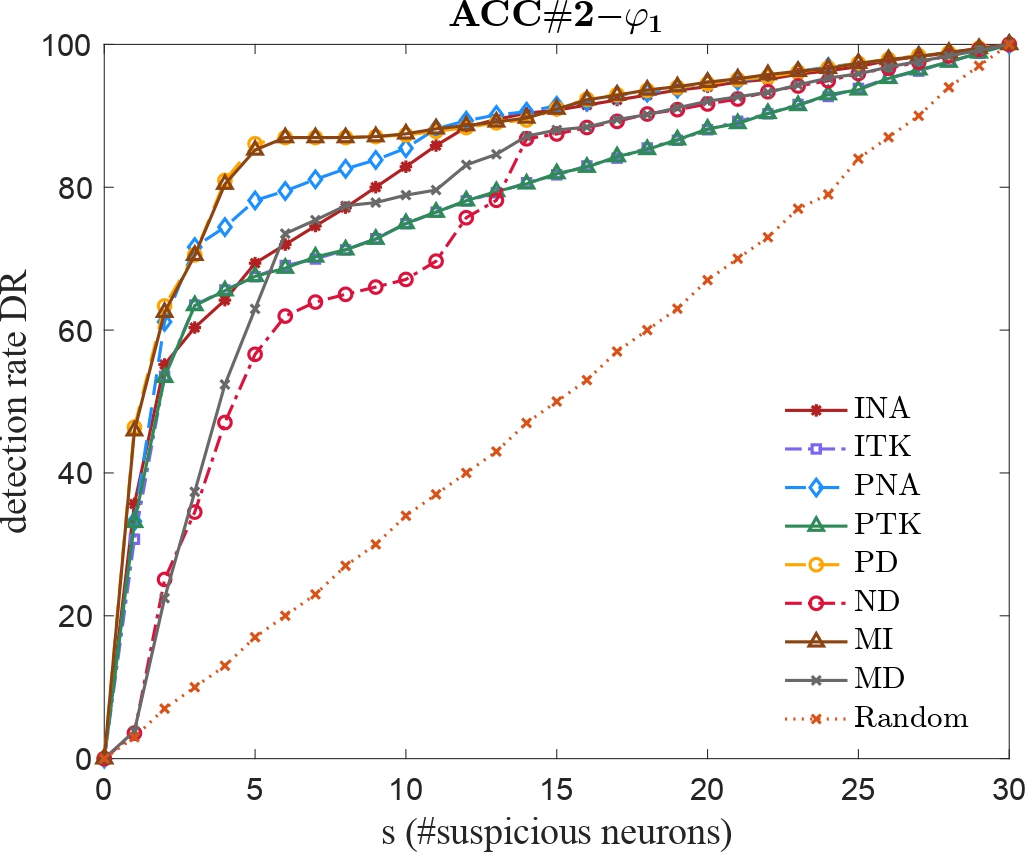 ACC#2−φ₁
100
80
60
40
20
0
detection rate DR
0 5 10 15 20 25 30
s (#suspicious neurons)
INA
ITK
PNA
PTK
PD
ND
MI
MD
Random